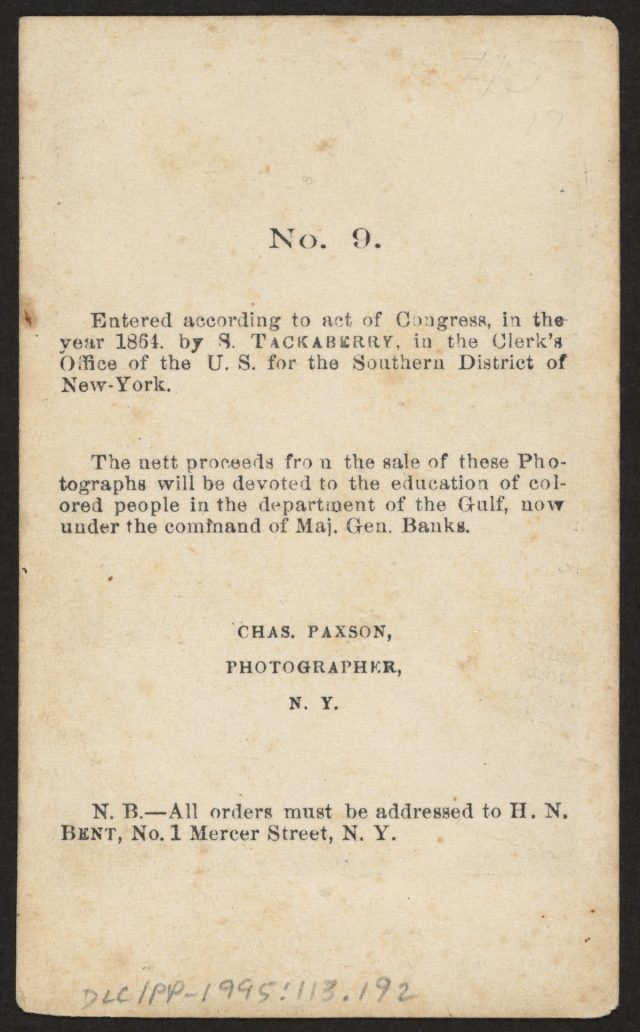 No. 9.
Entered according to act of Congress, in the
year 1864. by S. TACKABERRY, in the Clerk's
Office of the U. S. for the Southern District of
New-York.
The nett proceeds fro n the sale of these Pho-
tographs will be devoted to the education of col-
ored people in the department of the Gulf, now
under the command of Maj. Gen. Banks.
CHAS. PAXSON,
PHOTOGRAPHER,
N. Y.
N. B.—All orders must be addressed to H. N.
BENT, No. 1 Mercer Street, N. Y.
DLC/PP-1995:113.192